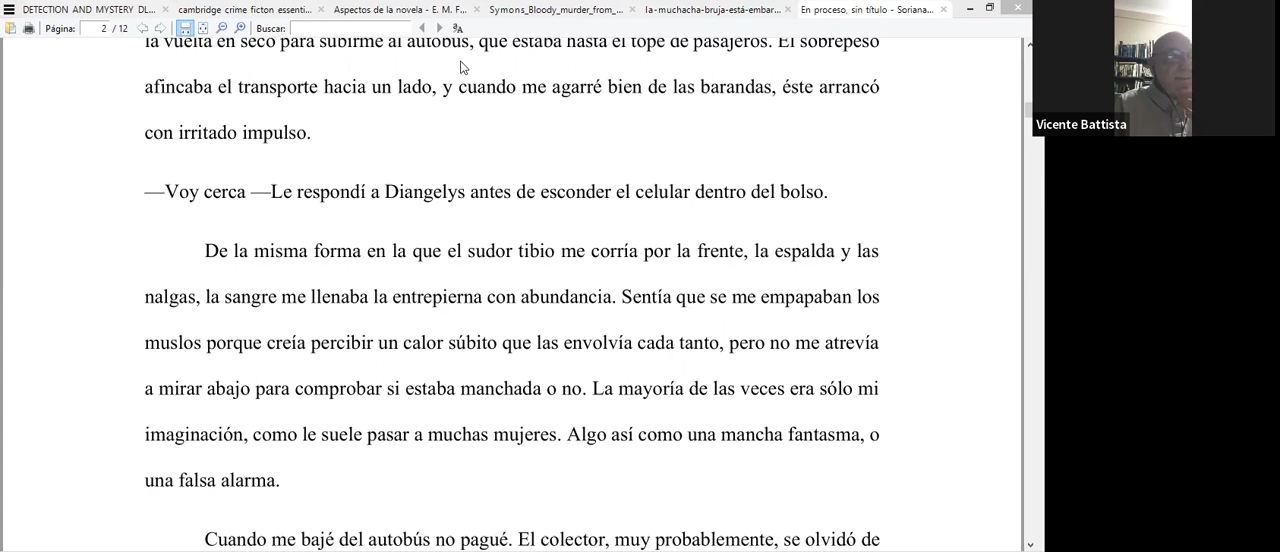 DETECTION AND MYSTERY DL...
cambridge crime ficton essenti...
Aspectos de la novela - E. M. F...
Symons_Bloody_murder_from_...
la-muchacha-bruja-está-embar...
En proceso, sin título - Soriana...
Página: 2 / 12 Buscar:
la vuelta en seco para subirme al autobús, que estaba hasta el tope de pasajeros. El sobrepeso
afincaba el transporte hacia un lado, y cuando me agarré bien de las barandas, éste arrancó
con irritado impulso.
—Voy cerca —Le respondí a Diangelys antes de esconder el celular dentro del bolso.
De la misma forma en la que el sudor tibio me corría por la frente, la espalda y las
nalgas, la sangre me llenaba la entrepierna con abundancia. Sentía que se me empapaban los
muslos porque creía percibir un calor súbito que las envolvía cada tanto, pero no me atrevía
a mirar abajo para comprobar si estaba manchada o no. La mayoría de las veces era sólo mi
imaginación, como le suele pasar a muchas mujeres. Algo así como una mancha fantasma, o
una falsa alarma.
Cuando me bajé del autobús no pagué. El colector, muy probablemente, se olvidó de
Vicente Battista